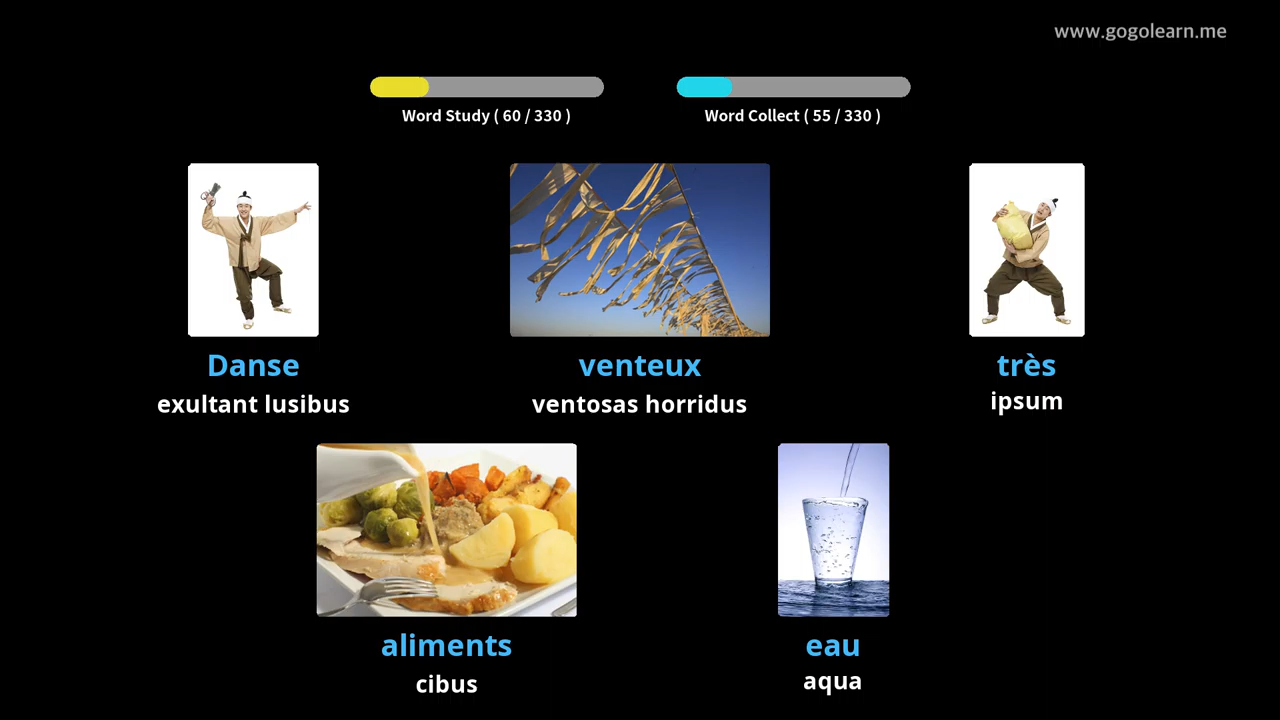 www.gogolearn.me
Word Study ( 60 / 330 )
Word Collect ( 55 / 330 )
Danse
exultant lusibus
venteux
ventosas horridus
très
ipsum
aliments
cibus
eau
aqua